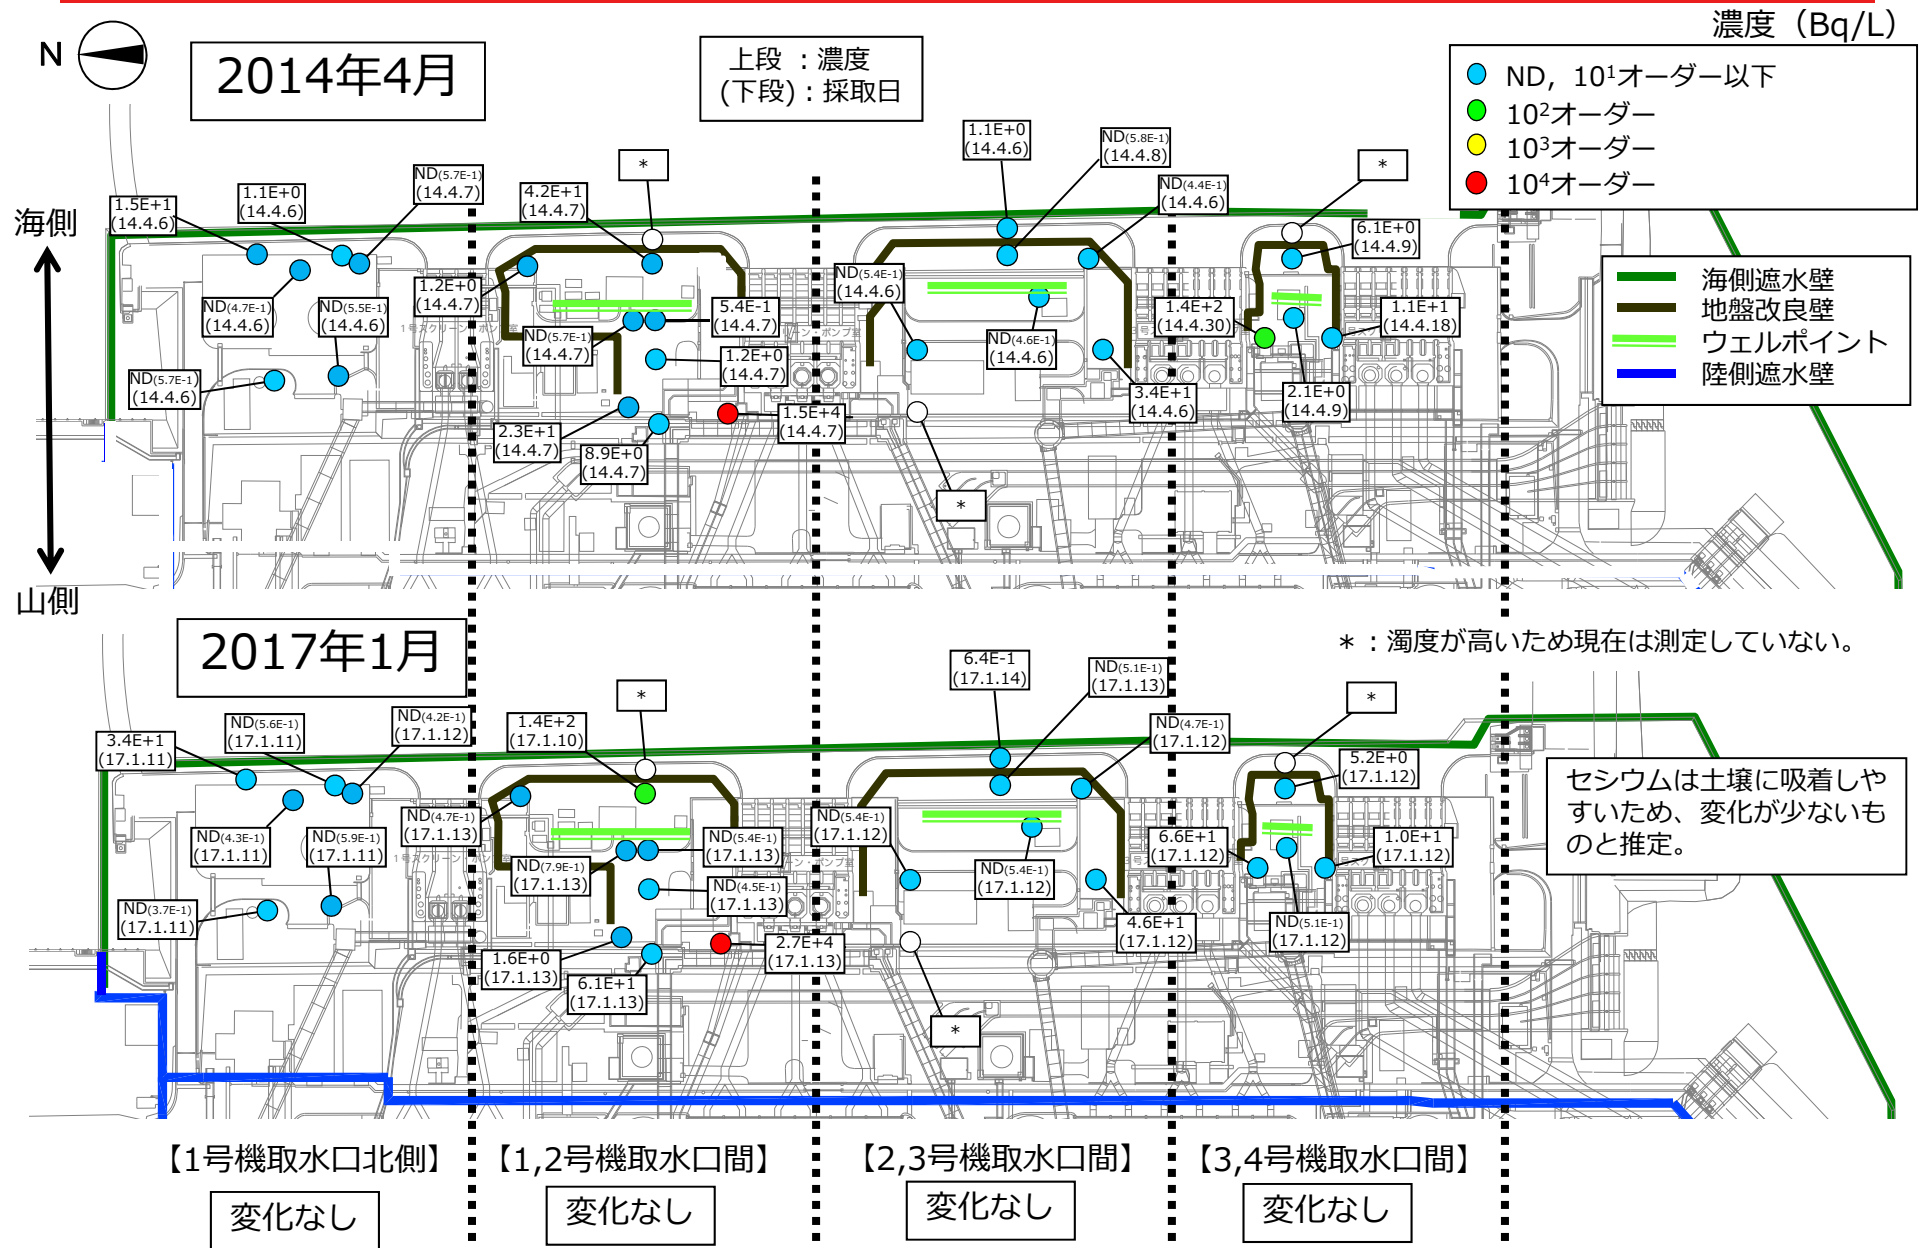 濃度（Bq/L）
N
2014年4月
上段 ：濃度
(下段)：採取日
ND，10¹オーダー以下
10²オーダー
10³オーダー
10⁴オーダー
海側
山側
1.5E+1
(14.4.6)
1.1E+0
(14.4.6)
ND(5.7E-1)
(14.4.7)
4.2E+1
(14.4.7)
*
1.1E+0
(14.4.6)
ND(5.8E-1)
(14.4.8)
ND(4.4E-1)
(14.4.6)
*
6.1E+0
(14.4.9)
ND(4.7E-1)
(14.4.6)
ND(5.5E-1)
(14.4.6)
1.2E+0
(14.4.7)
ND(5.7E-1)
(14.4.7)
5.4E-1
(14.4.7)
ND(5.4E-1)
(14.4.6)
ND(4.6E-1)
(14.4.6)
1.4E+2
(14.4.30)
1.1E+1
(14.4.18)
ND(5.7E-1)
(14.4.6)
1.2E+0
(14.4.7)
2.3E+1
(14.4.7)
8.9E+0
(14.4.7)
1.5E+4
(14.4.7)
3.4E+1
(14.4.6)
2.1E+0
(14.4.9)
*
1号スクリーン・ポンプ室
海側遮水壁
地盤改良壁
ウェルポイント
陸側遮水壁
2017年1月
*：濁度が高いため現在は測定していない。
3.4E+1
(17.1.11)
ND(5.6E-1)
(17.1.11)
ND(4.2E-1)
(17.1.12)
1.4E+2
(17.1.10)
*
6.4E-1
(17.1.14)
ND(5.1E-1)
(17.1.13)
ND(4.7E-1)
(17.1.12)
*
5.2E+0
(17.1.12)
ND(4.3E-1)
(17.1.11)
ND(5.9E-1)
(17.1.11)
ND(4.7E-1)
(17.1.13)
ND(7.9E-1)
(17.1.13)
ND(5.4E-1)
(17.1.13)
ND(5.4E-1)
(17.1.12)
ND(5.4E-1)
(17.1.12)
6.6E+1
(17.1.12)
1.0E+1
(17.1.12)
ND(3.7E-1)
(17.1.11)
ND(4.5E-1)
(17.1.13)
1.6E+0
(17.1.13)
6.1E+1
(17.1.13)
2.7E+4
(17.1.13)
4.6E+1
(17.1.12)
ND(5.1E-1)
(17.1.12)
*
セシウムは土壌に吸着しや
すいため、変化が少ないも
のと推定。
【1号機取水口北側】
【1,2号機取水口間】
【2,3号機取水口間】
【3,4号機取水口間】
変化なし
変化なし
変化なし
変化なし